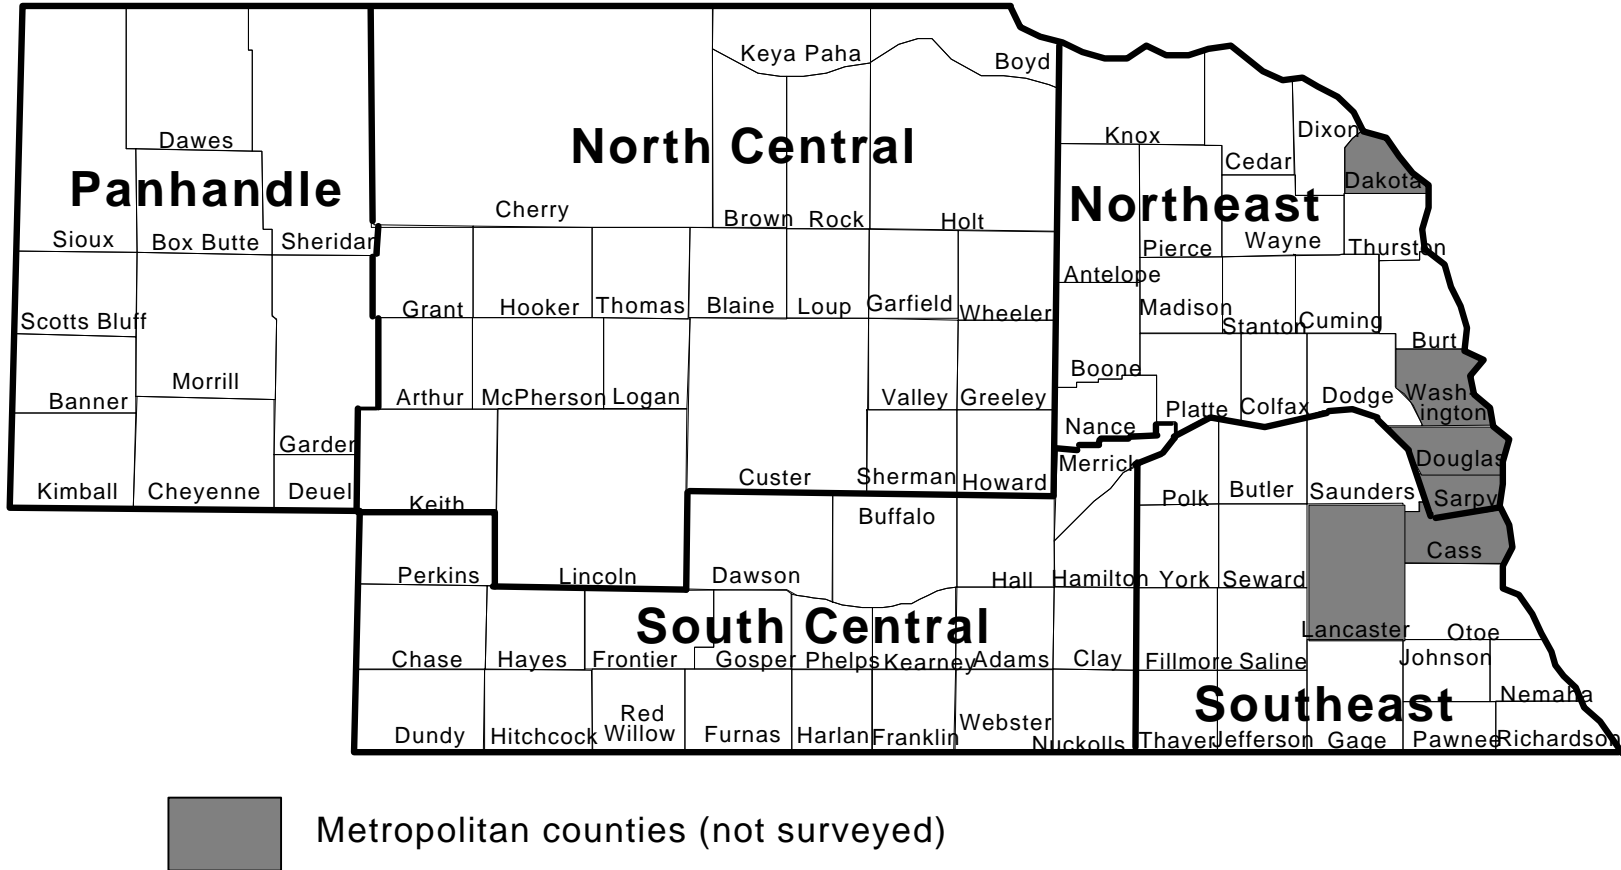 Keya Paha
Boyd
Knox
Dixon
Dawes
North Central
Cedar
Dakota
Panhandle
Northeast
Cherry
Brown
Rock
Holt
Sioux
Box Butte
Sheridan
Pierce
Wayne
Thurston
Antelope
Grant
Hooker
Thomas
Blaine
Loup
Garfield
Wheeler
Madison
Stanton
Cuming
Scotts Bluff
Burt
Morrill
Boone
Banner
Arthur
McPherson
Logan
Valley
Greeley
Platte
Colfax
Dodge
Wash-
ington
Nance
Garden
Merrick
Douglas
Kimball
Cheyenne
Deuel
Keith
Custer
Sherman
Howard
Polk
Butler
Saunders
Sarpy
Buffalo
Cass
Perkins
Lincoln
Dawson
Hall
Hamilton
York
Seward
South Central
Lancaster
Otoe
Chase
Hayes
Frontier
Gosper
Phelps
Kearney
Adams
Clay
Fillmore
Saline
Johnson
Southeast
Nemaha
Dundy
Hitchcock
Red
Willow
Furnas
Harlan
Franklin
Webster
Nuckolls
Thayer
Jefferson
Gage
Pawnee
Richardson
Metropolitan counties (not surveyed)